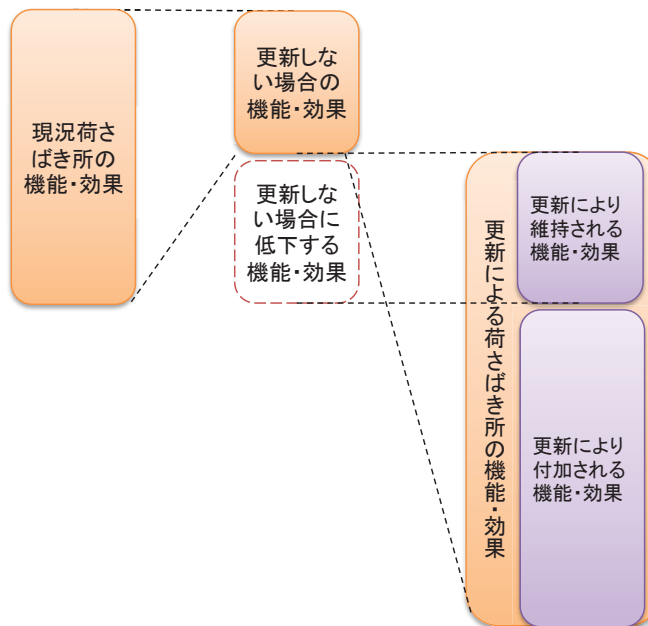 現況荷さ
ばき所の
機能・効果
更新しな
い場合の
機能・効果
更新しな
い場合に
低下する
機能・効果
更新による荷さばき所の機能・効果
更新により
維持される
機能・効果
更新により
付加される
機能・効果